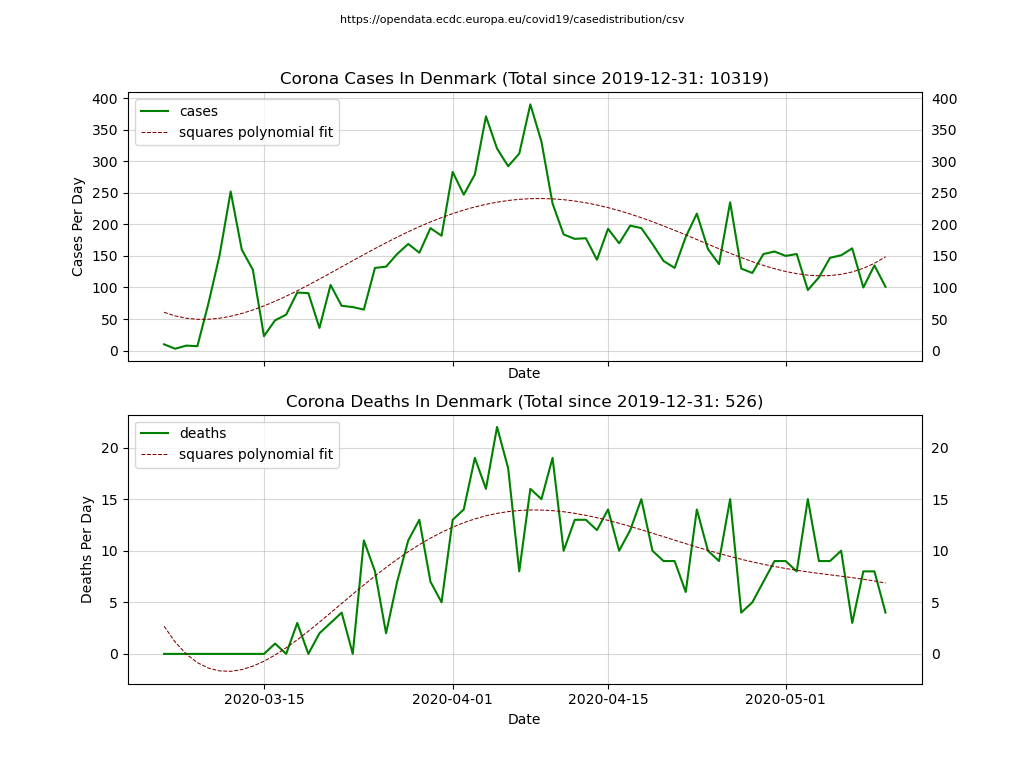 https://opendata.ecdc.europa.eu/covid19/casedistribution/csv
Corona Cases In Denmark (Total since 2019-12-31: 10319)
cases
squares polynomial fit
Cases Per Day
400
350
300
250
200
150
100
50
0
400
350
300
250
200
150
100
50
0
Date
Corona Deaths In Denmark (Total since 2019-12-31: 526)
deaths
squares polynomial fit
Deaths Per Day
20
15
10
5
0
20
15
10
5
0
2020-03-15 2020-04-01 2020-04-15 2020-05-01
Date